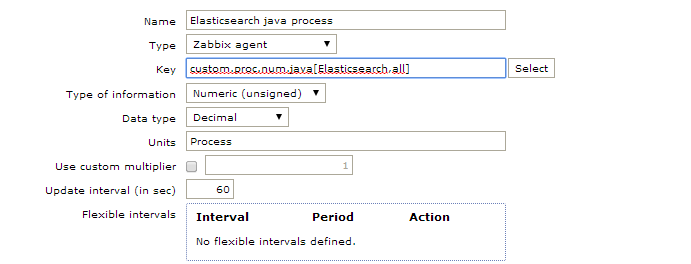 Name Elasticsearch java process
Type Zabbix agent
Key custom.proc.num.java[Elasticsearch,all] Select
Type of information Numeric (unsigned)
Data type Decimal
Units Process
Use custom multiplier 1
Update interval (in sec) 60
Flexible intervals Interval Period Action
No flexible intervals defined.